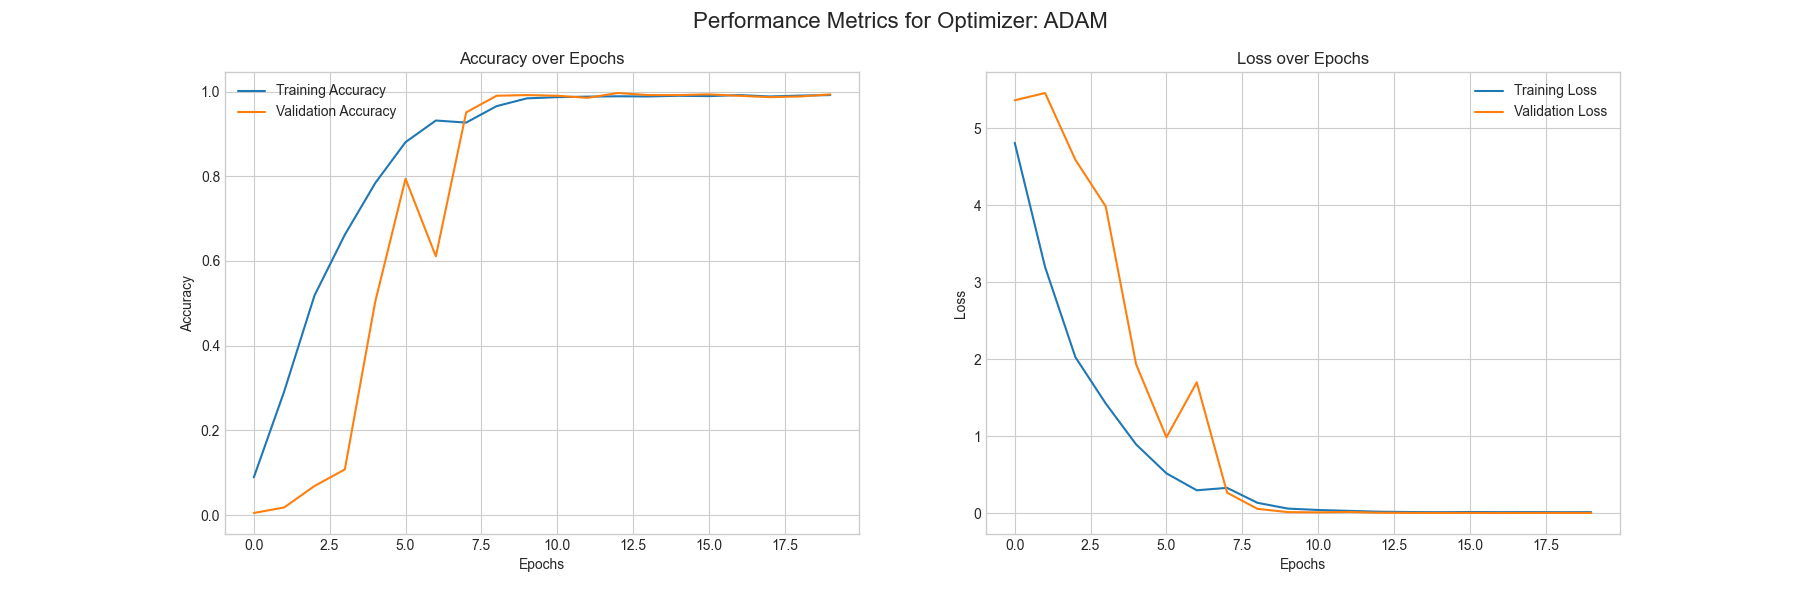 Performance Metrics for Optimizer: ADAM
Accuracy over Epochs
Training Accuracy
Validation Accuracy
1.0
0.8
0.6
0.4
0.2
0.0
Accuracy
0.0 2.5 5.0 7.5 10.0 12.5 15.0 17.5
Epochs
Loss over Epochs
Training Loss
Validation Loss
5
4
3
2
1
0
Loss
0.0 2.5 5.0 7.5 10.0 12.5 15.0 17.5
Epochs